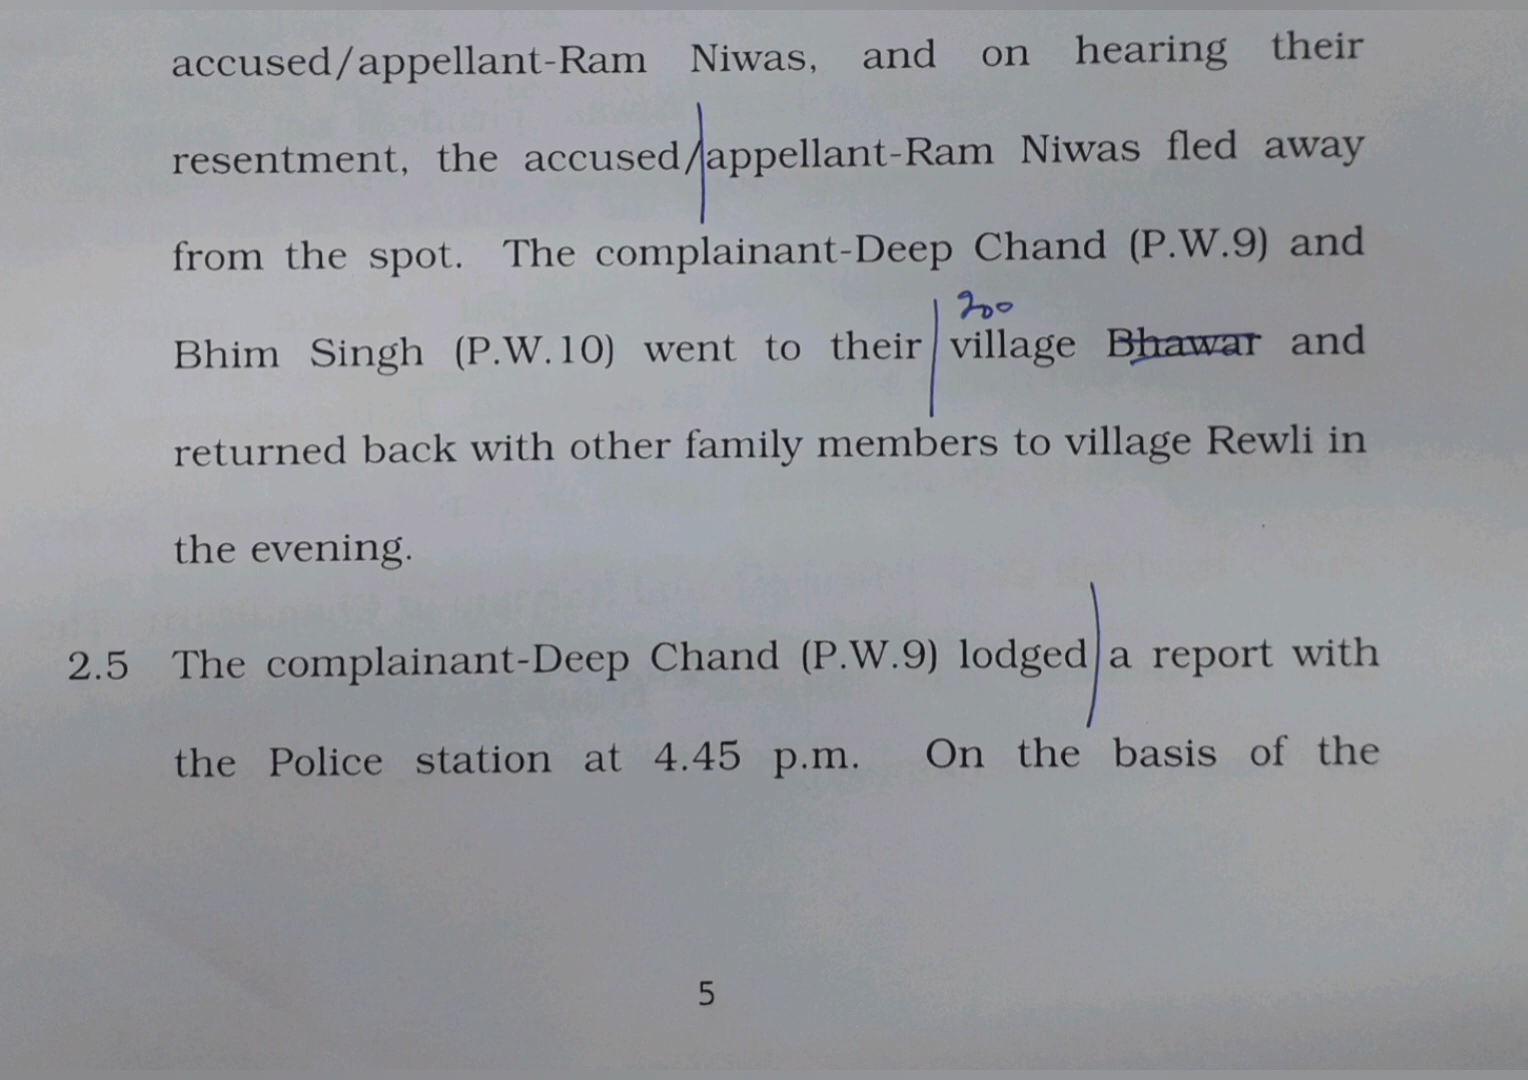 accused/appellant-Ram Niwas, and on hearing their
resentment, the accused/appellant-Ram Niwas fled away
from the spot. The complainant-Deep Chand (P.W.9) and
200
Bhim Singh (P.W.10) went to their village Bhawar and
returned back with other family members to village Rewli in
the evening.
2.5 The complainant-Deep Chand (P.W.9) lodged a report with
the Police station at 4.45 p.m. On the basis of the
5